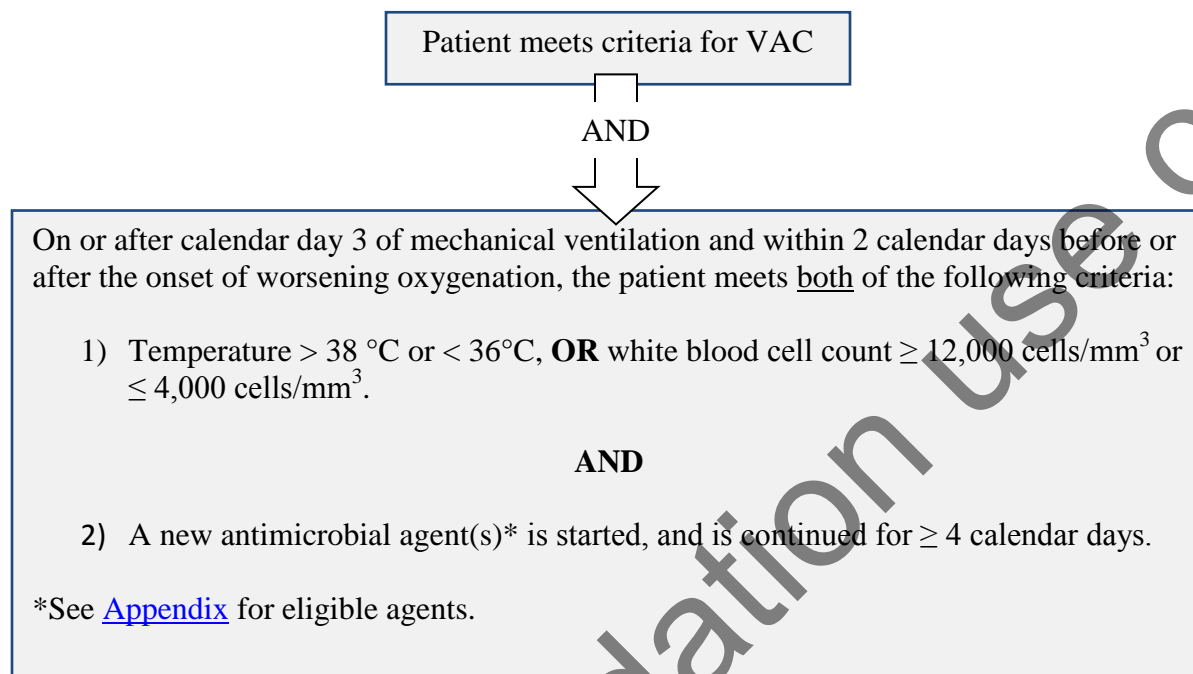 Patient meets criteria for VAC
AND
On or after calendar day 3 of mechanical ventilation and within 2 calendar days before or
after the onset of worsening oxygenation, the patient meets both of the following criteria:
1) Temperature > 38 °C or < 36°C, OR white blood cell count ≥ 12,000 cells/mm³ or
≤ 4,000 cells/mm³.
AND
2) A new antimicrobial agent(s)* is started, and is continued for ≥ 4 calendar days.
*See Appendix for eligible agents.
use